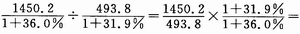 1450.2/1+36.0% ÷ 493.8/1+31.9% = 1450.2/493.8 × 1+31.9%/1+36.0% =